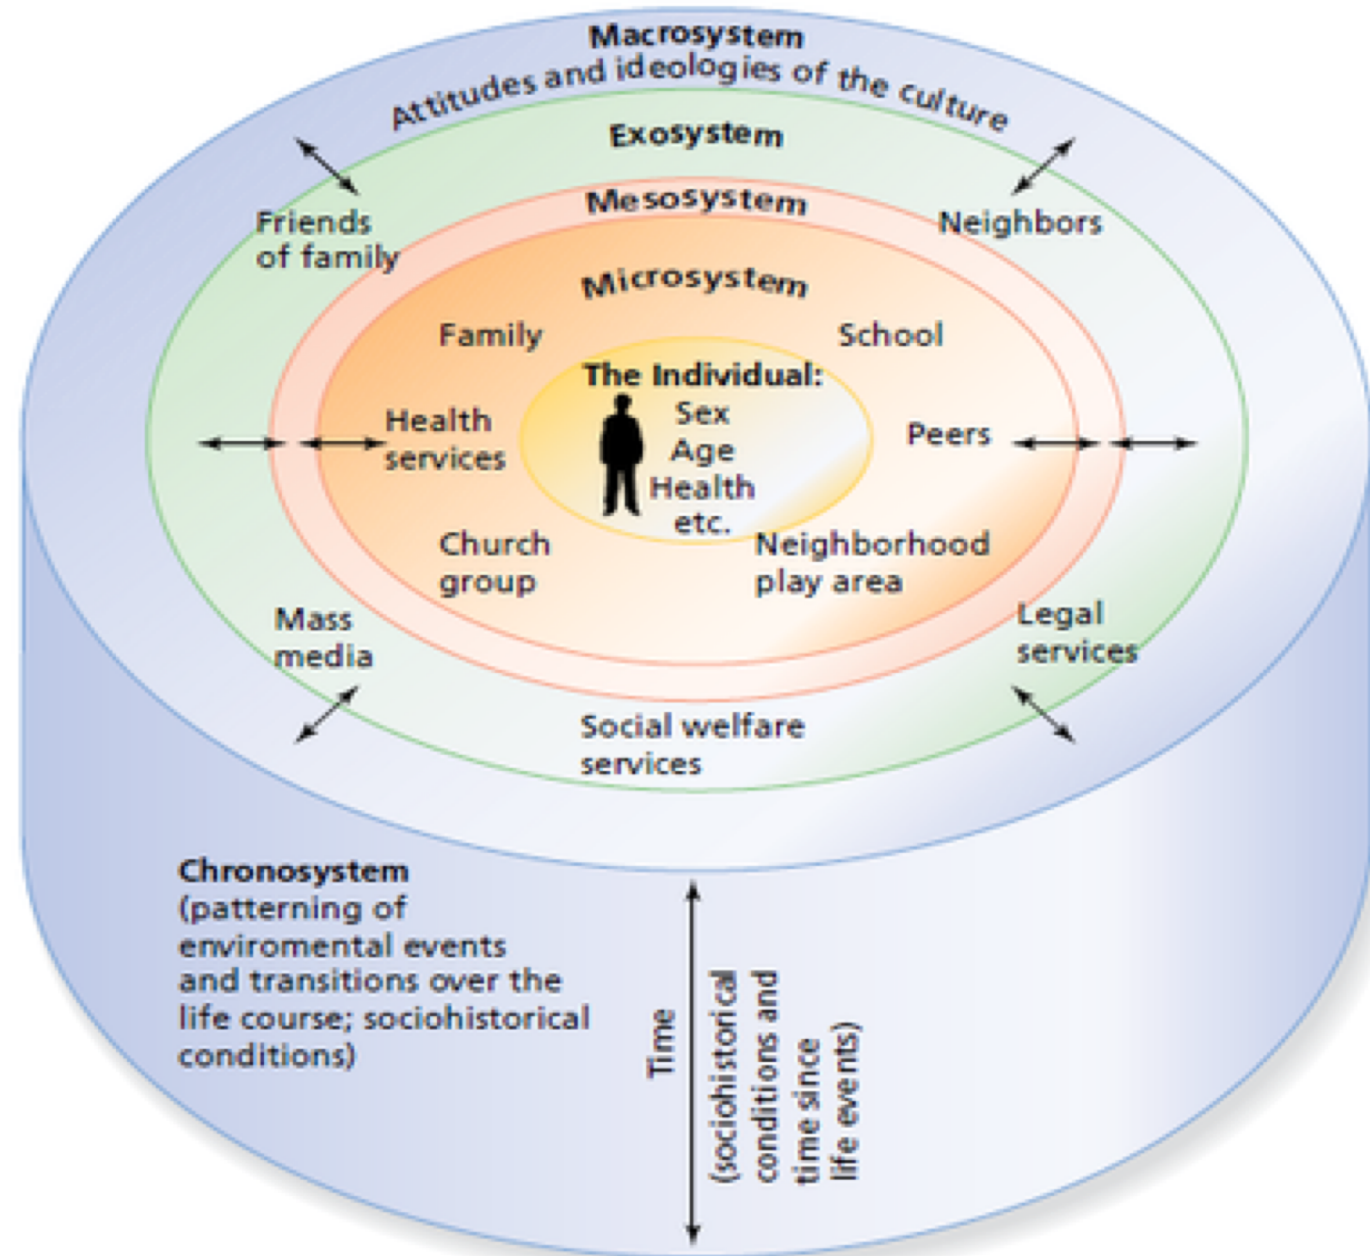 Macrosystem
Attitudes and ideologies of the culture
Exosystem
Mesosystem
Friends
of family
Neighbors
Microsystem
Family
School
The Individual:
Sex
Age
Health
etc.
Health
services
Peers
Church
group
Neighborhood
play area
Mass
media
Legal
services
Social welfare
services
Chronosystem
(patterning of
enviromental events
and transitions over the
life course; sociohistorical
conditions)
Time
(sociohistorical
conditions and
time since
life events)